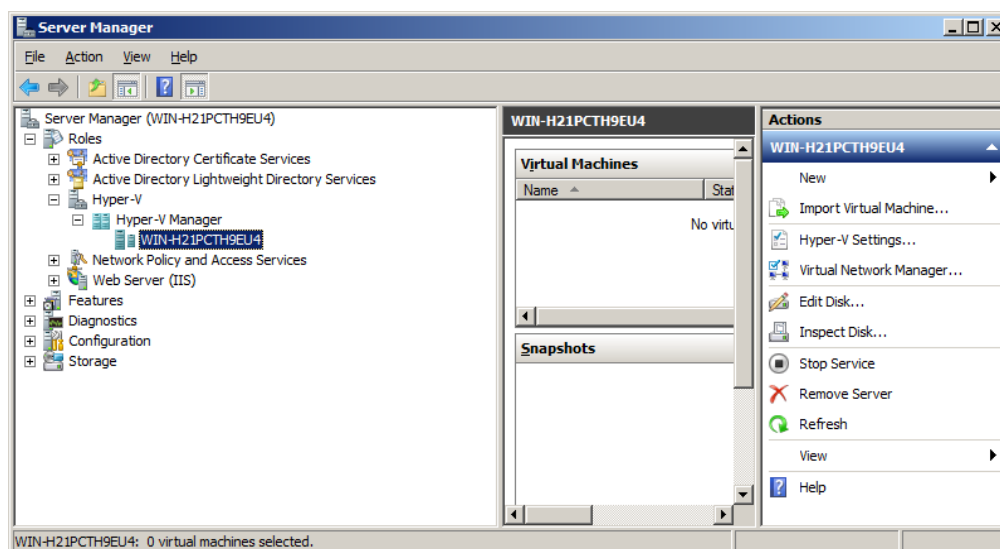 Server Manager
File Action View Help
Server Manager (WIN-H21PCTH9EU4)
Roles
Active Directory Certificate Services
Active Directory Lightweight Directory Services
Hyper-V
Hyper-V Manager
WIN-H21PCTH9EU4
Network Policy and Access Services
Web Server (IIS)
Features
Diagnostics
Configuration
Storage
WIN-H21PCTH9EU4
Virtual Machines
Name Stat
No virtu
Snapshots
Actions
WIN-H21PCTH9EU4
New
Import Virtual Machine...
Hyper-V Settings...
Virtual Network Manager...
Edit Disk...
Inspect Disk...
Stop Service
Remove Server
Refresh
View
Help
WIN-H21PCTH9EU4: 0 virtual machines selected.